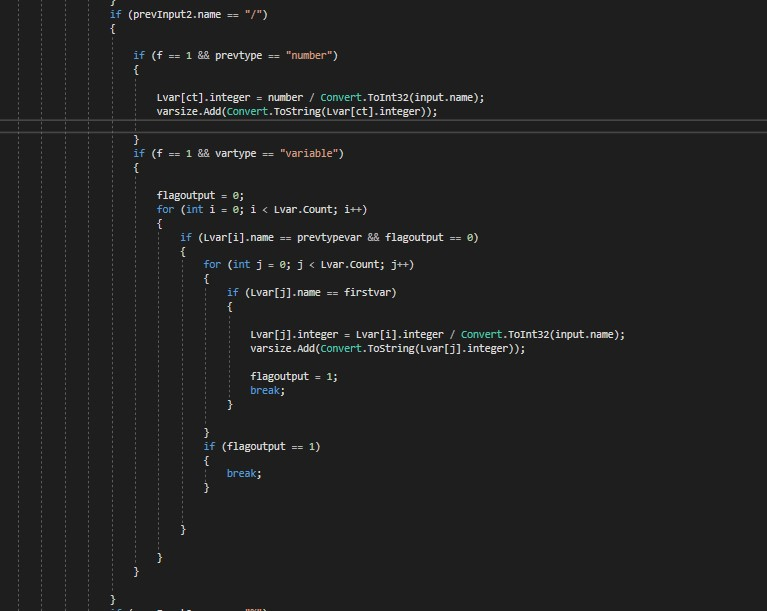 }
if (prevInput2.name == "/")
{
if (f == 1 && prevtype == "number")
{
Lvar[ct].integer = number / Convert.ToInt32(input.name);
varsize.Add(Convert.ToString(Lvar[ct].integer));
}
if (f == 1 && vartype == "variable")
{
flagoutput = 0;
for (int i = 0; i < Lvar.Count; i++)
{
if (Lvar[i].name == prevtypevar && flagoutput == 0)
{
for (int j = 0; j < Lvar.Count; j++)
{
if (Lvar[j].name == firstvar)
{
Lvar[j].integer = Lvar[i].integer / Convert.ToInt32(input.name);
varsize.Add(Convert.ToString(Lvar[j].integer));
flagoutput = 1;
break;
}
}
if (flagoutput == 1)
{
break;
}
}
}
}
}